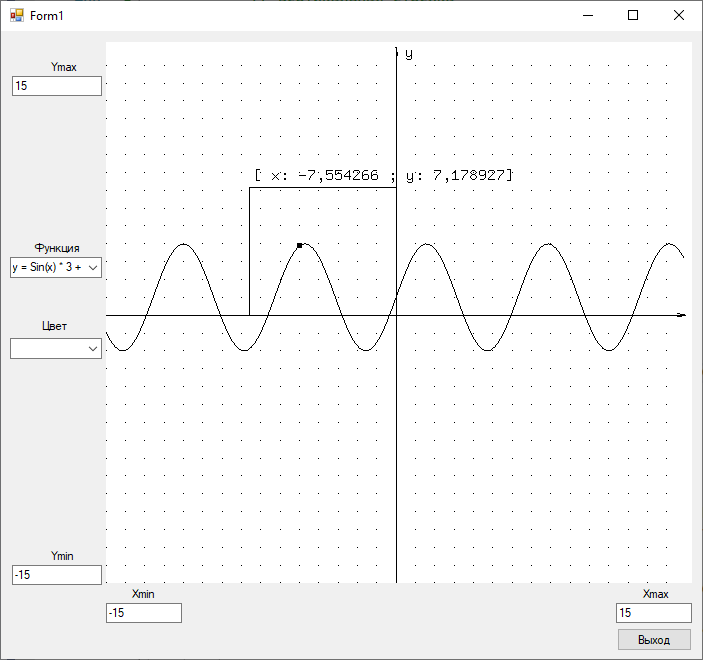 Form1
y
Ymax
15
[ x: -7,554266 ; y: 7,178927]
Функция
y = Sin(x) * 3 +
Цвет
Ymin
-15
Xmin
-15
Xmax
15
Выход